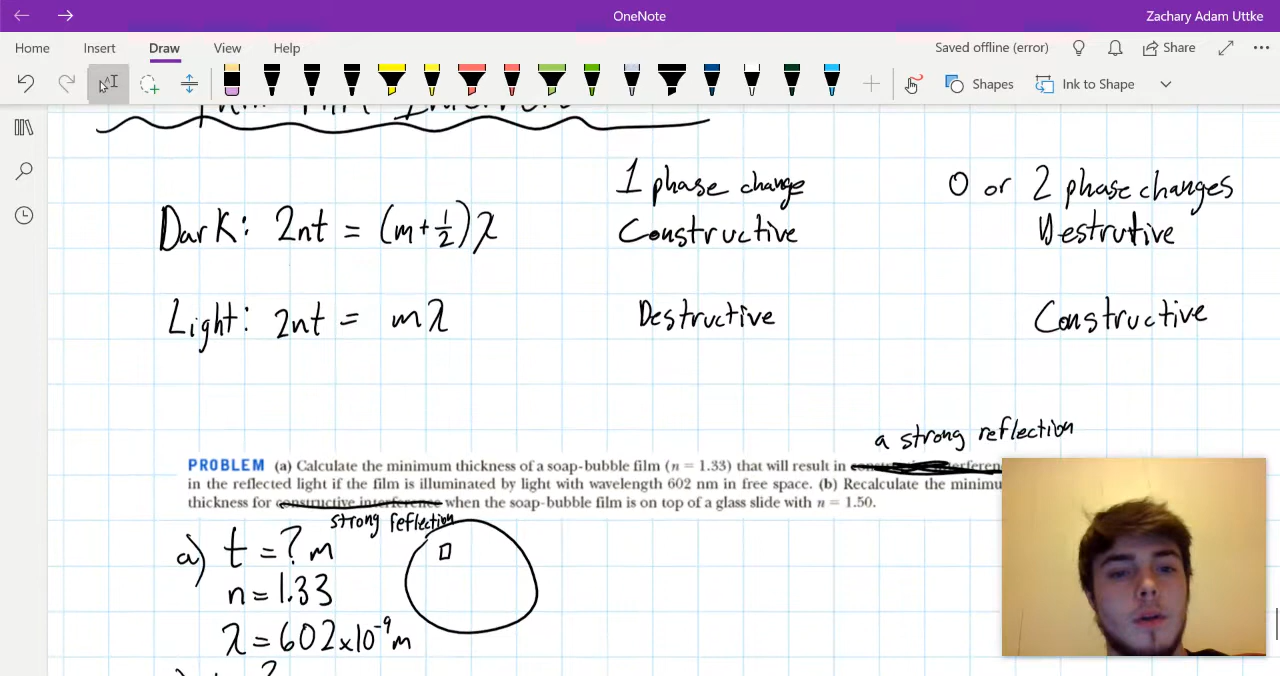 OneNote
Zachary Adam Uttke
Home Insert Draw View Help
Saved offline (error)
Share
Shapes
Ink to Shape
1 phase change
0 or 2 phase changes
Dark: 2nt = (m+1/2)λ
Constructive
Destrutive
Light: 2nt = mλ
Destructive
Constructive
a strong reflection
PROBLEM (a) Calculate the minimum thickness of a soap-bubble film (n = 1.33) that will result in
in the reflected light if the film is illuminated by light with wavelength 602 nm in free space. (b) Recalculate the minimu
thickness for constructive interference when the soap-bubble film is on top of a glass slide with n = 1.50.
strong reflection
a) t = ? m
n = 1.33
λ = 602x10⁻⁹ m